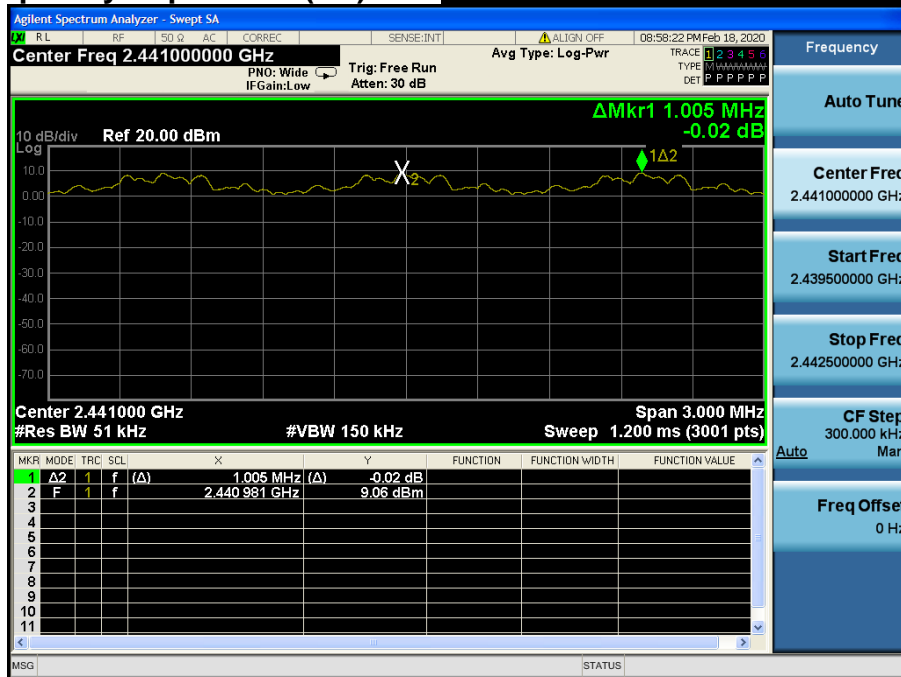 Agilent Spectrum Analyzer - Swept SA
LXI RL RF 50 Ω AC CORREC SENSE:INT ALIGN OFF 08:58:22 PM Feb 18, 2020
Center Freq 2.441000000 GHz
PNO: Wide
IFGain:Low
Trig: Free Run
Atten: 30 dB
Avg Type: Log-Pwr
TRACE 1 2 3 4 5 6
TYPE M
DET P P P P P P
ΔMkr1 1.005 MHz
-0.02 dB
10 dB/div Ref 20.00 dBm
Log
1Δ2
10.0
2
0.00
-10.0
-20.0
-30.0
-40.0
-50.0
-60.0
-70.0
Center 2.441000 GHz Span 3.000 MHz
#Res BW 51 kHz #VBW 150 kHz Sweep 1.200 ms (3001 pts)
MKR MODE TRC SCL X Y FUNCTION FUNCTION WIDTH FUNCTION VALUE
1 Δ2 1 f (Δ) 1.005 MHz (Δ) -0.02 dB
2 F 1 f 2.440 981 GHz 9.06 dBm
3
4
5
6
7
8
9
10
11
MSG STATUS
Frequency
Auto Tune
Center Freq
2.441000000 GHz
Start Freq
2.439500000 GHz
Stop Freq
2.442500000 GHz
CF Step
300.000 kHz
Auto Man
Freq Offset
0 Hz